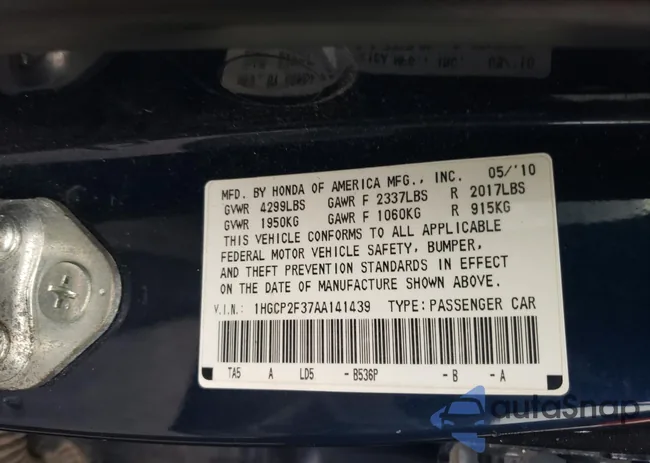 MFD. BY HONDA OF AMERICA MFG., INC. 05/'10
GVWR 4299LBS GAWR F 2337LBS R 2017LBS
GVWR 1950KG GAWR F 1060KG R 915KG
THIS VEHICLE CONFORMS TO ALL APPLICABLE
FEDERAL MOTOR VEHICLE SAFETY, BUMPER,
AND THEFT PREVENTION STANDARDS IN EFFECT
ON THE DATE OF MANUFACTURE SHOWN ABOVE.
V.I.N.: 1HGCP2F37AA141439 TYPE: PASSENGER CAR
TA5 A LD5 - B536P - B - A
autoSnap